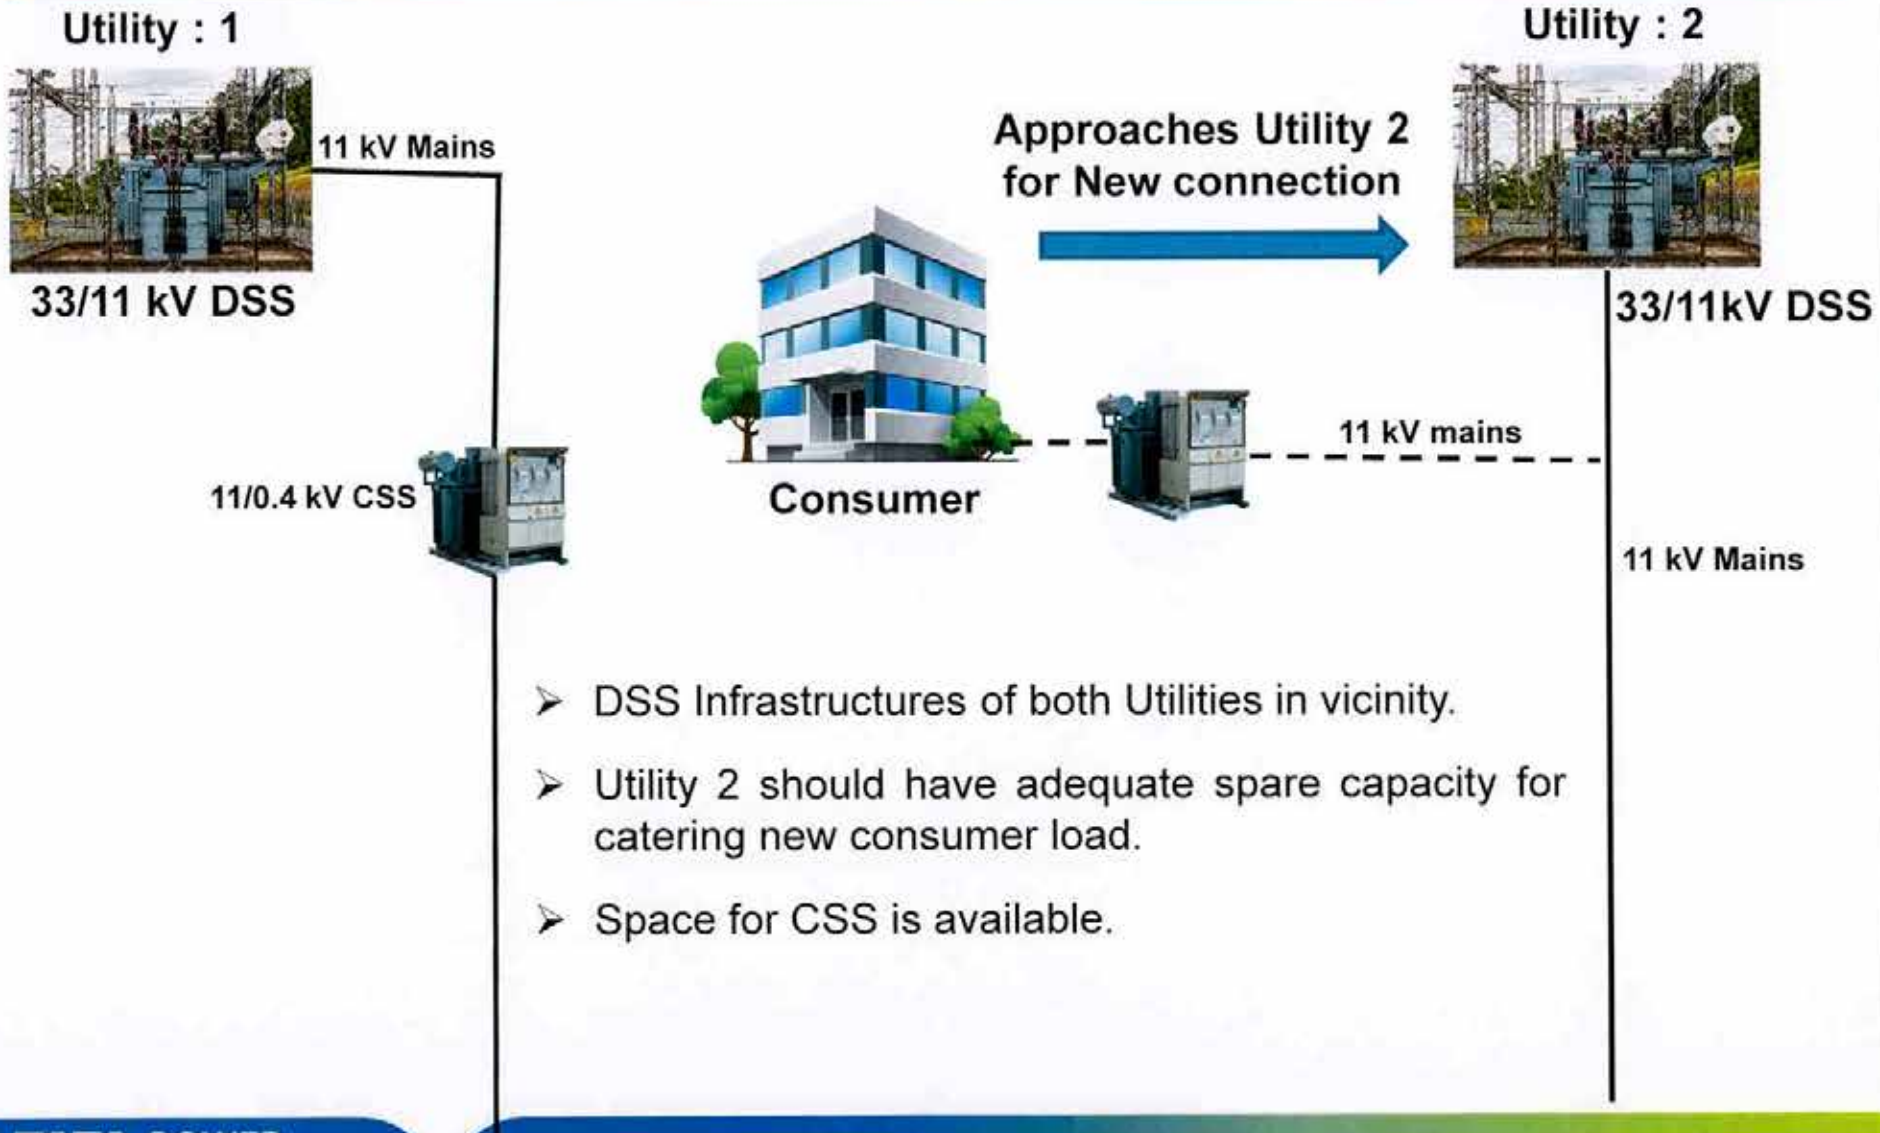 Utility : 1
Utility : 2
11 kV Mains
Approaches Utility 2
for New connection
33/11 kV DSS
33/11kV DSS
11 kV mains
11/0.4 kV CSS
Consumer
11 kV Mains
➢ DSS Infrastructures of both Utilities in vicinity.
➢ Utility 2 should have adequate spare capacity for
catering new consumer load.
➢ Space for CSS is available.